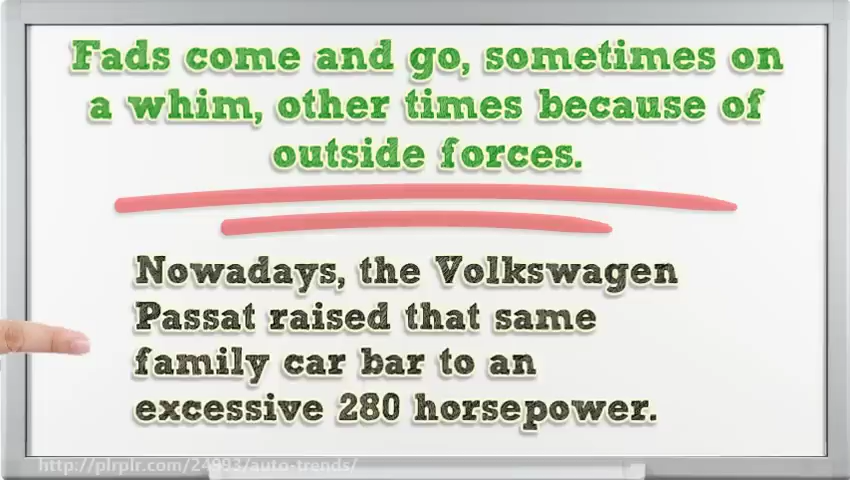 Fads come and go, sometimes on
a whim, other times because of
outside forces.
Nowadays, the Volkswagen
Passat raised that same
family car bar to an
excessive 280 horsepower.
http://plrplr.com/24993/auto-trends/